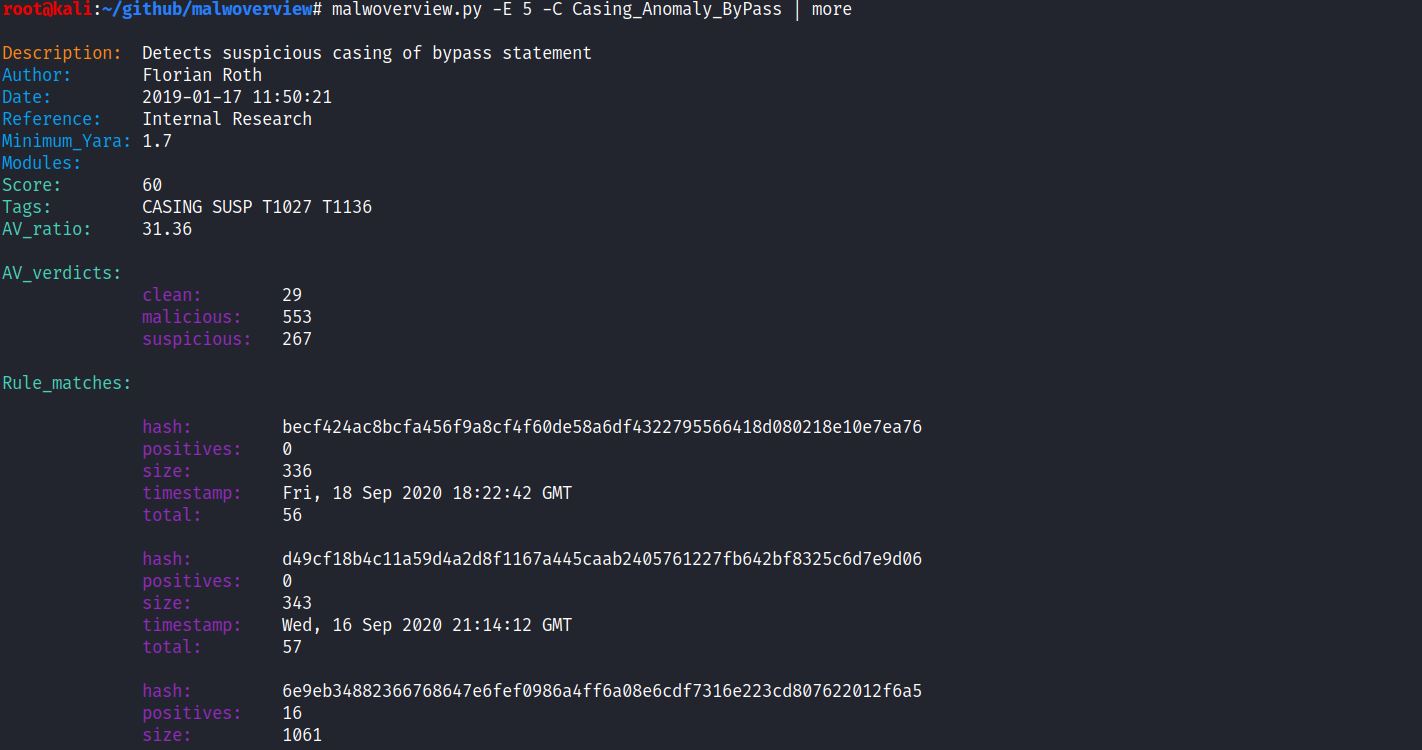 root@kali:~/github/malwoverview# malwoverview.py -E 5 -C Casing_Anomaly_ByPass | more
Description: Detects suspicious casing of bypass statement
Author: Florian Roth
Date: 2019-01-17 11:50:21
Reference: Internal Research
Minimum_Yara: 1.7
Modules:
Score: 60
Tags: CASING SUSP T1027 T1136
AV_ratio: 31.36
AV_verdicts:
clean: 29
malicious: 553
suspicious: 267
Rule_matches:
hash: becf424ac8bcfa456f9a8cf4f60de58a6df4322795566418d080218e10e7ea76
positives: 0
size: 336
timestamp: Fri, 18 Sep 2020 18:22:42 GMT
total: 56
hash: d49cf18b4c11a59d4a2d8f1167a445caab2405761227fb642bf8325c6d7e9d06
positives: 0
size: 343
timestamp: Wed, 16 Sep 2020 21:14:12 GMT
total: 57
hash: 6e9eb34882366768647e6fef0986a4ff6a08e6cdf7316e223cd807622012f6a5
positives: 16
size: 1061